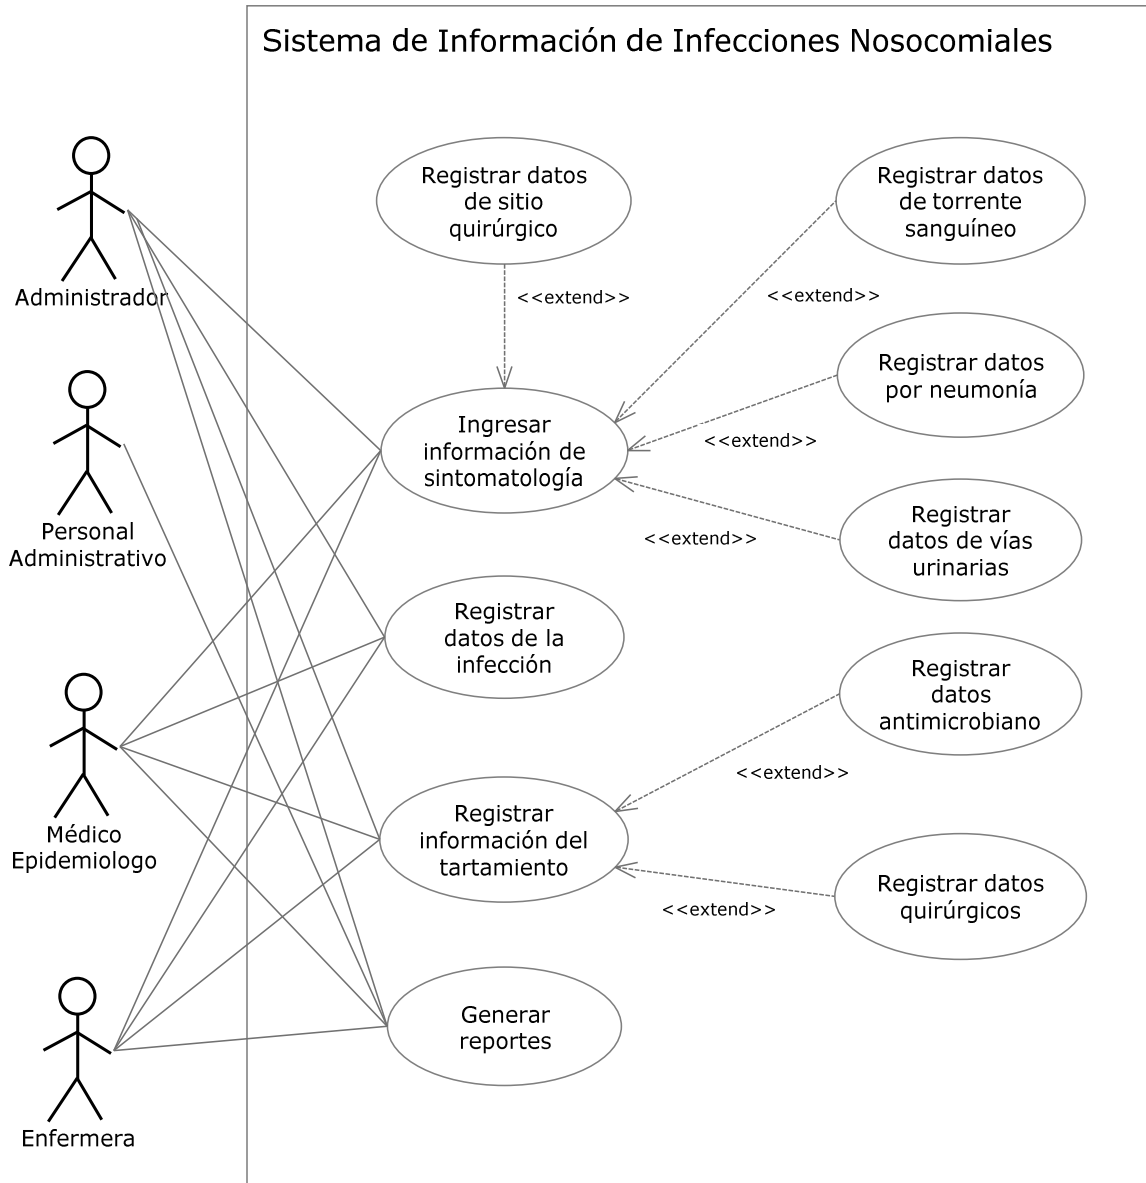 Sistema de Información de Infecciones Nosocomiales
Administrador
Personal
Administrativo
Médico
Epidemiologo
Enfermera
Registrar datos
de sitio
quirúrgico
<<extend>>
Ingresar
información de
sintomatología
Registrar
datos de la
infección
Registrar
información del
tartamiento
Generar
reportes
Registrar datos
de torrente
sanguíneo
<<extend>>
Registrar datos
por neumonía
<<extend>>
Registrar
datos de vías
urinarias
<<extend>>
Registrar
datos
antimicrobiano
<<extend>>
Registrar datos
quirúrgicos
<<extend>>